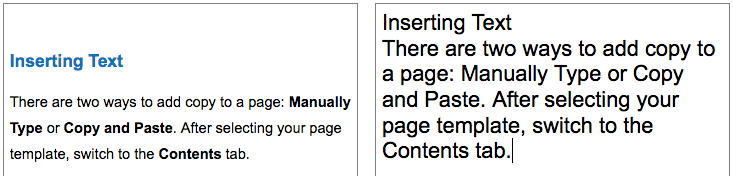 Inserting Text
There are two ways to add copy to a page: Manually
Type or Copy and Paste. After selecting your page
template, switch to the Contents tab.
Inserting Text
There are two ways to add copy to
a page: Manually Type or Copy
and Paste. After selecting your
page template, switch to the
Contents tab.